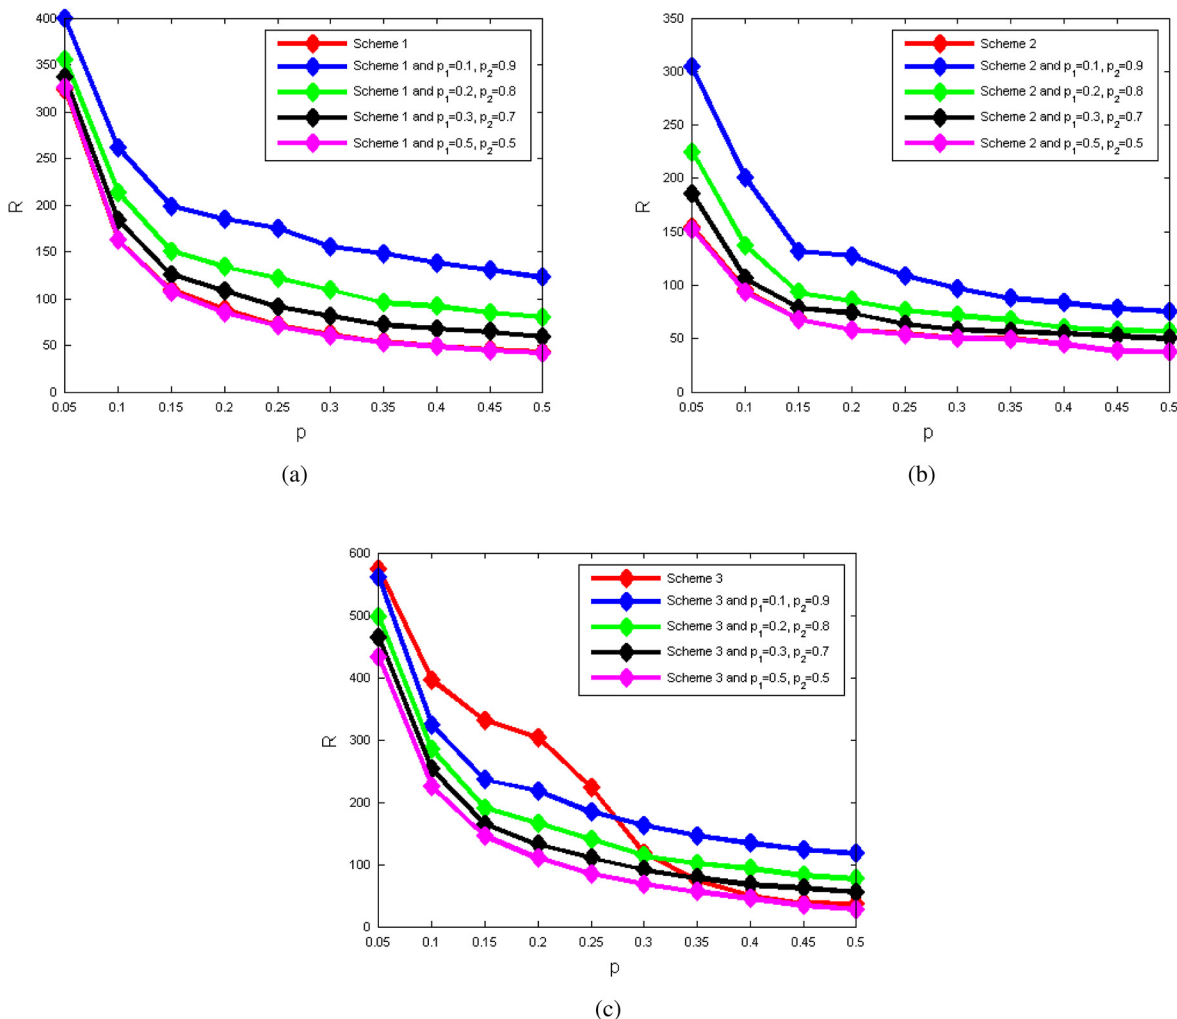 400
350
300
250
200
150
100
50
0
R
0.05 0.1 0.15 0.2 0.25 0.3 0.35 0.4 0.45 0.5
p
Scheme 1
Scheme 1 and p1=0.1, p2=0.9
Scheme 1 and p1=0.2, p2=0.8
Scheme 1 and p1=0.3, p2=0.7
Scheme 1 and p1=0.5, p2=0.5
(a)
350
300
250
200
150
100
50
0
R
0.05 0.1 0.15 0.2 0.25 0.3 0.35 0.4 0.45 0.5
p
Scheme 2
Scheme 2 and p1=0.1, p2=0.9
Scheme 2 and p1=0.2, p2=0.8
Scheme 2 and p1=0.3, p2=0.7
Scheme 2 and p1=0.5, p2=0.5
(b)
600
500
400
300
200
100
0
R
0.05 0.1 0.15 0.2 0.25 0.3 0.35 0.4 0.45 0.5
p
Scheme 3
Scheme 3 and p1=0.1, p2=0.9
Scheme 3 and p1=0.2, p2=0.8
Scheme 3 and p1=0.3, p2=0.7
Scheme 3 and p1=0.5, p2=0.5
(c)